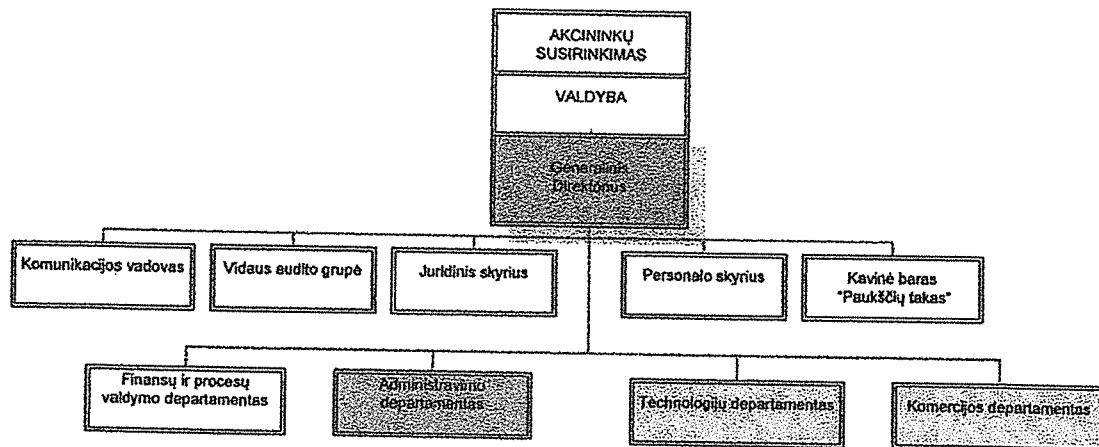 AKCININKŲ
SUSIRINKIMAS
VALDYBA
Generalinis
Direktorius
Komunikacijos vadovas
Vidaus audito grupė
Juridinis skyrius
Personalo skyrius
Kavinė baras
"Paukščių takas"
Finansų ir procesų
valdymo departamentas
Administravimo
departamentas
Technologijų departamentas
Komercijos departamentas